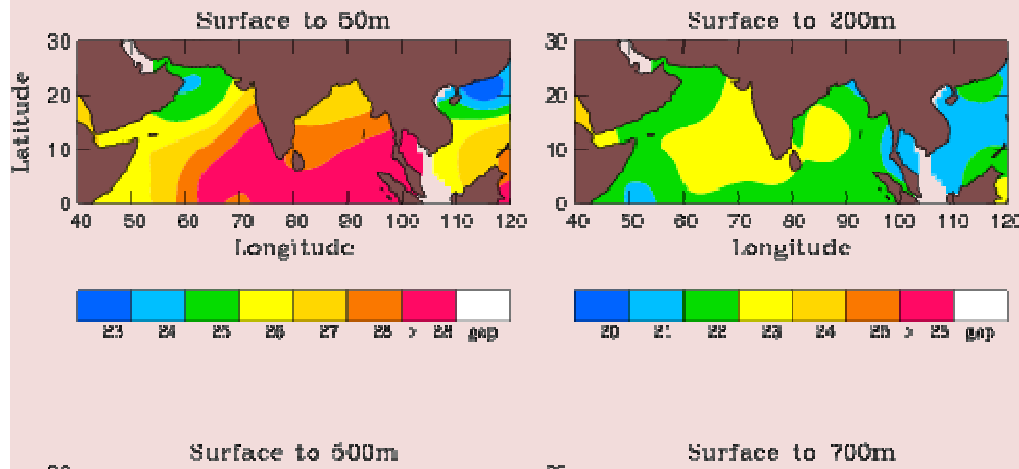 Surface to 50m
Surface to 200m
30
20
10
0
Latitude
40 50 60 70 80 90 100 110 120
Longitude
30
20
10
0
40 50 60 70 80 90 100 110 120
Longitude
23 24 25 26 27 28 > 28 gap
20 21 22 23 24 25 > 25 gap
Surface to 500m
Surface to 700m